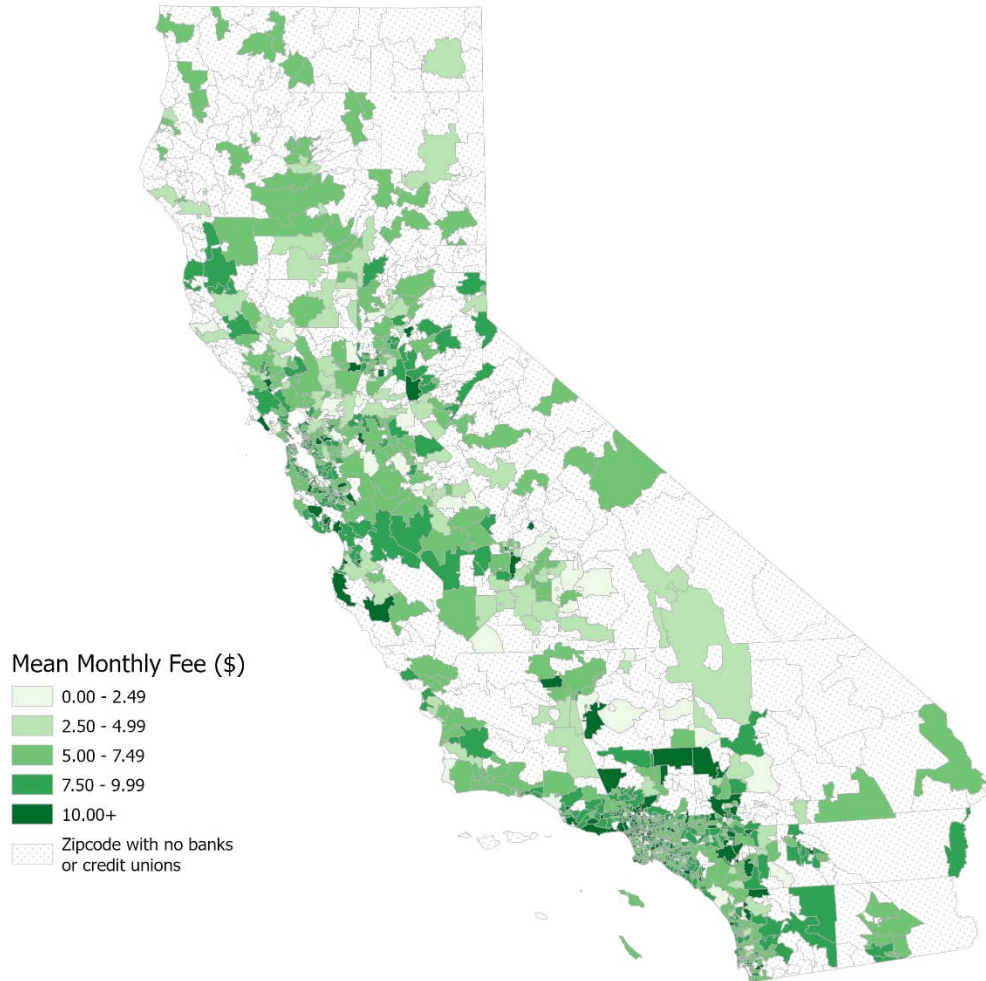 Mean Monthly Fee ($)
0.00 - 2.49
2.50 - 4.99
5.00 - 7.49
7.50 - 9.99
10.00+
Zipcode with no banks
or credit unions